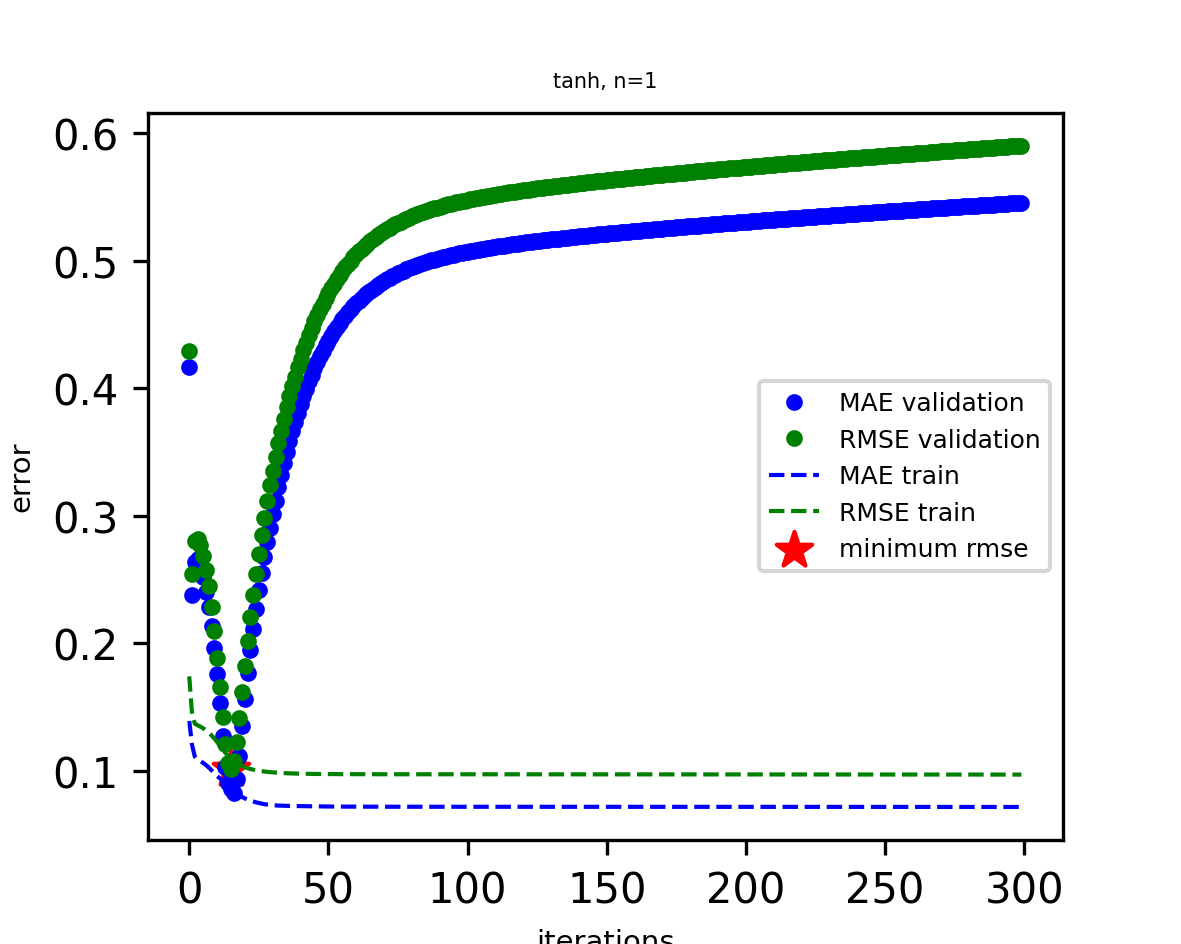 tanh, n=1
error
0.6
0.5
0.4
0.3
0.2
0.1
MAE validation
RMSE validation
MAE train
RMSE train
minimum rmse
0 50 100 150 200 250 300
iterations